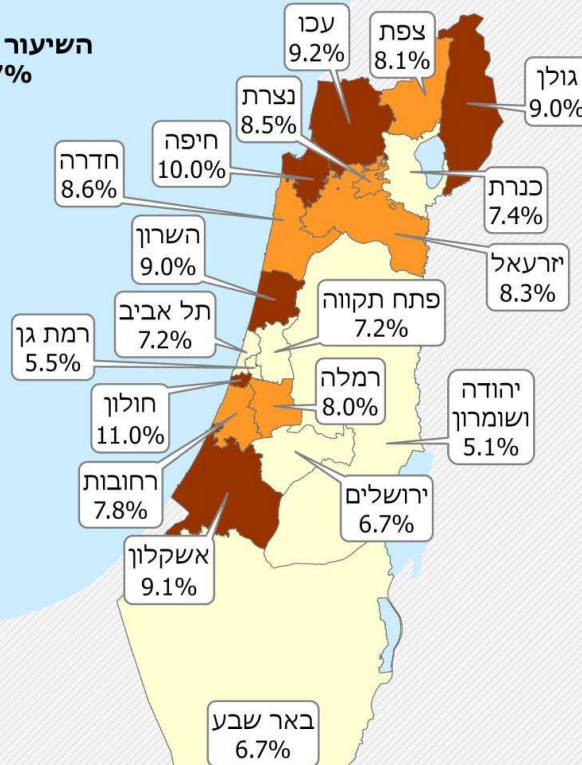 השיעור
7%
עכו
9.2%
צפת
8.1%
גולן
9.0%
נצרת
8.5%
חיפה
10.0%
חדרה
8.6%
כנרת
7.4%
השרון
9.0%
יזרעאל
8.3%
תל אביב
7.2%
פתח תקווה
7.2%
רמת גן
5.5%
רמלה
8.0%
חולון
11.0%
יהודה
ושומרון
5.1%
רחובות
7.8%
ירושלים
6.7%
אשקלון
9.1%
באר שבע
6.7%